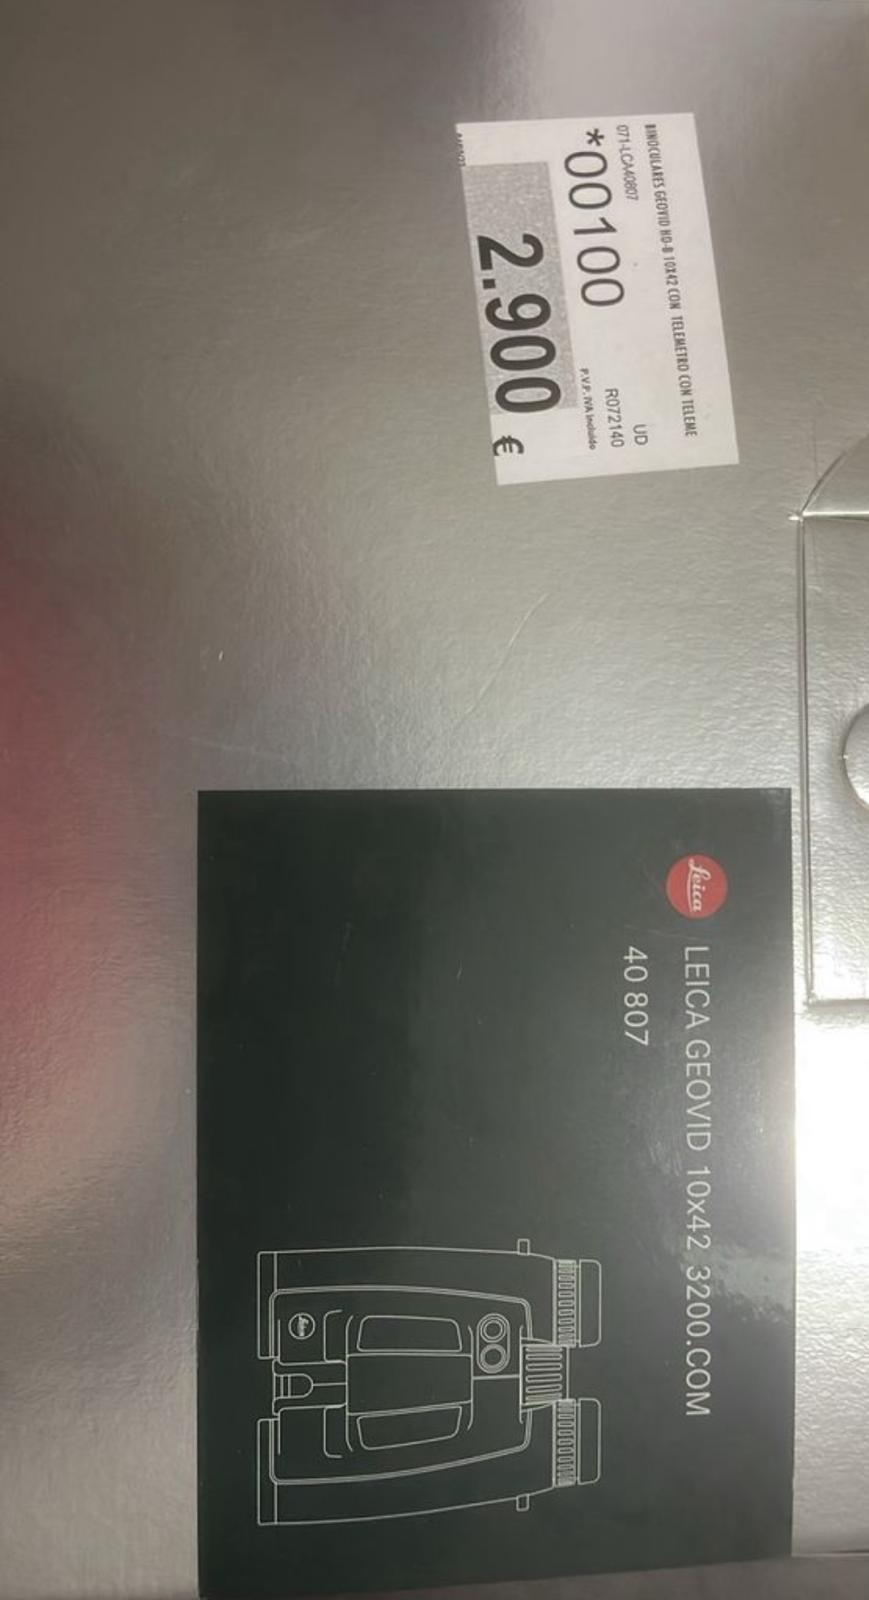 BINOCULARES GEOVID HD-B 10X42 CON TELEMETRO CON TELEME
071-LCA40807 UD
*00100 R072140
P.V.P. IVA Incluido
2.900 €
Leica
LEICA GEOVID 10x42 3200.COM
40 807
Leica